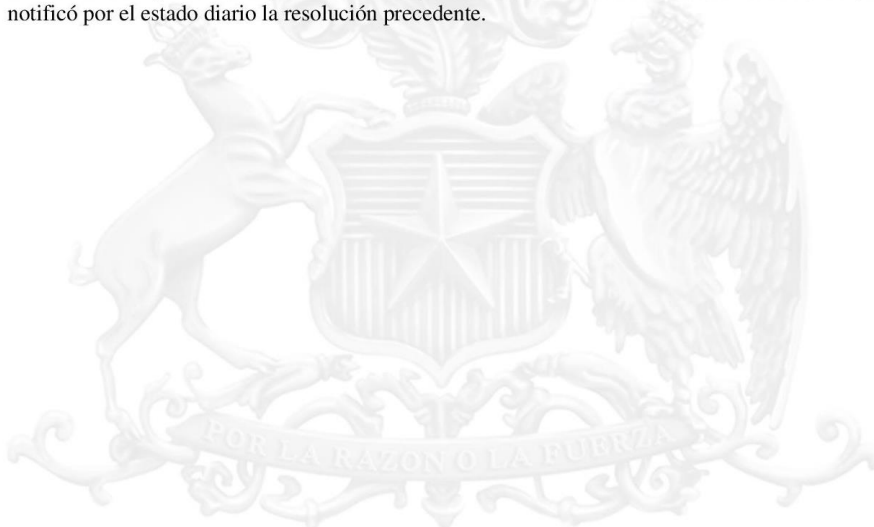 notificó por el estado diario la resolución precedente.
POR LA RAZON O LA FUERZA